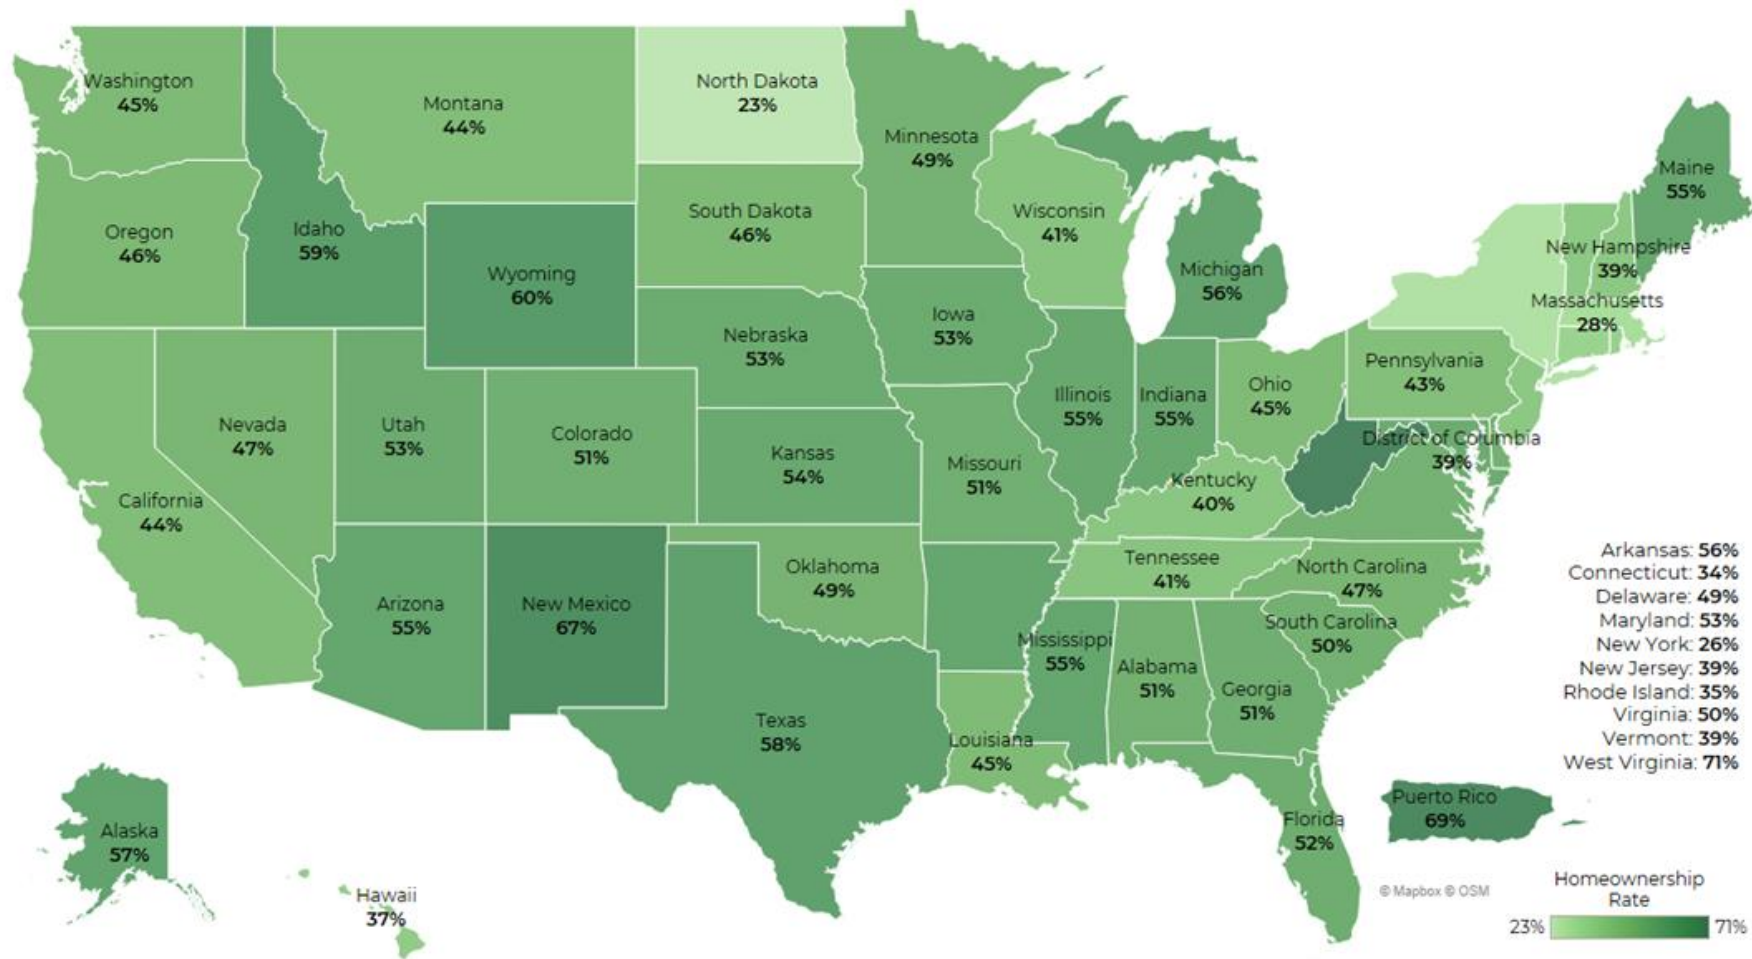 Washington
45%
Montana
44%
North Dakota
23%
Minnesota
49%
Maine
55%
Oregon
46%
Idaho
59%
South Dakota
46%
Wisconsin
41%
Wyoming
60%
Michigan
56%
New Hampshire
39%
Massachusetts
28%
Nebraska
53%
Iowa
53%
Pennsylvania
43%
Illinois
55%
Indiana
55%
Ohio
45%
Nevada
47%
Utah
53%
Colorado
51%
Kansas
54%
Missouri
51%
District of Columbia
39%
Kentucky
40%
California
44%
Tennessee
41%
North Carolina
47%
Oklahoma
49%
Arizona
55%
New Mexico
67%
South Carolina
50%
Mississippi
55%
Alabama
51%
Georgia
51%
Texas
58%
Louisiana
45%
Arkansas: 56%
Connecticut: 34%
Delaware: 49%
Maryland: 53%
New York: 26%
New Jersey: 39%
Rhode Island: 35%
Virginia: 50%
Vermont: 39%
West Virginia: 71%
Puerto Rico
69%
Florida
52%
Alaska
57%
Hawaii
37%
© Mapbox © OSM
Homeownership
Rate
23% 71%